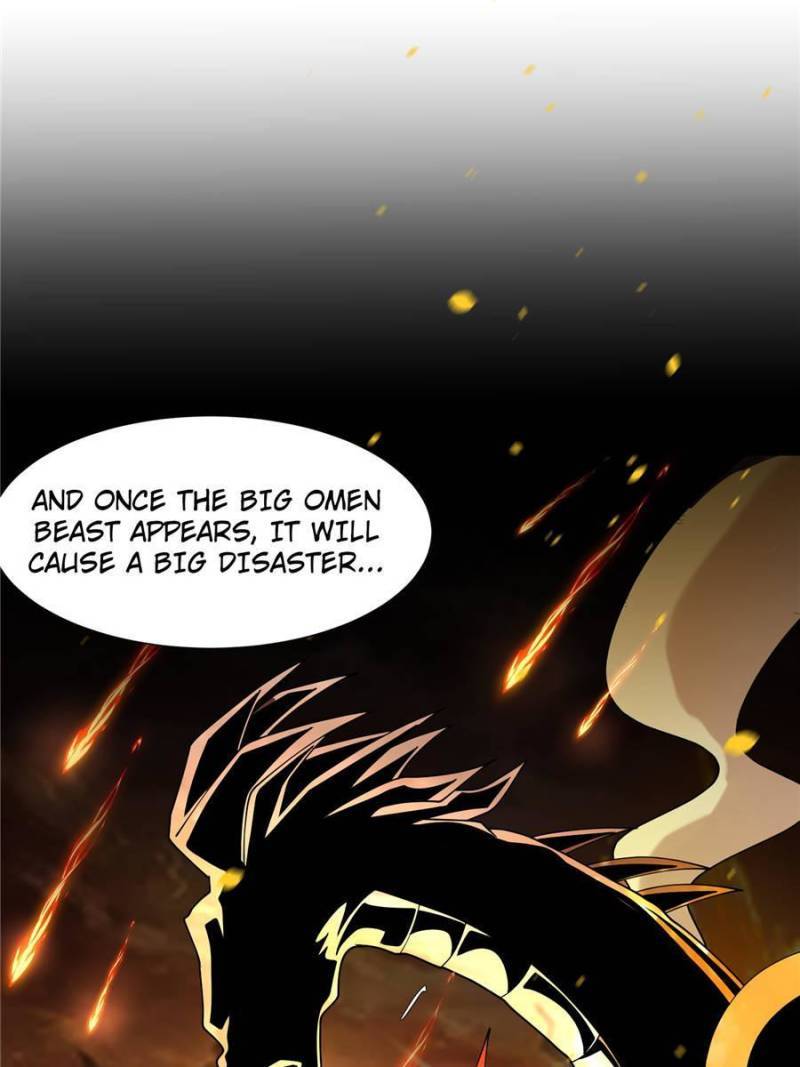 AND ONCE THE BIG OMEN
BEAST APPEARS, IT WILL
CAUSE A BIG DISASTER...